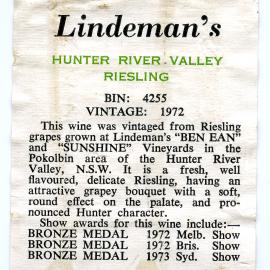 Lindeman's
HUNTER RIVER VALLEY
RIESLING
BIN: 4255
VINTAGE: 1972
This wine was vintaged from Riesling
grapes grown at Lindeman's "BEN EAN"
and "SUNSHINE" Vineyards in the
Pokolbin area of the Hunter River
Valley, N.S.W. It is a fresh, well
flavoured, delicate Riesling, having an
attractive grapey bouquet with a soft,
round effect on the palate, and pro-
nounced Hunter character.
Show awards for this wine include:—
BRONZE MEDAL 1972 Melb. Show
BRONZE MEDAL 1972 Bris. Show
BRONZE MEDAL 1973 Syd. Show